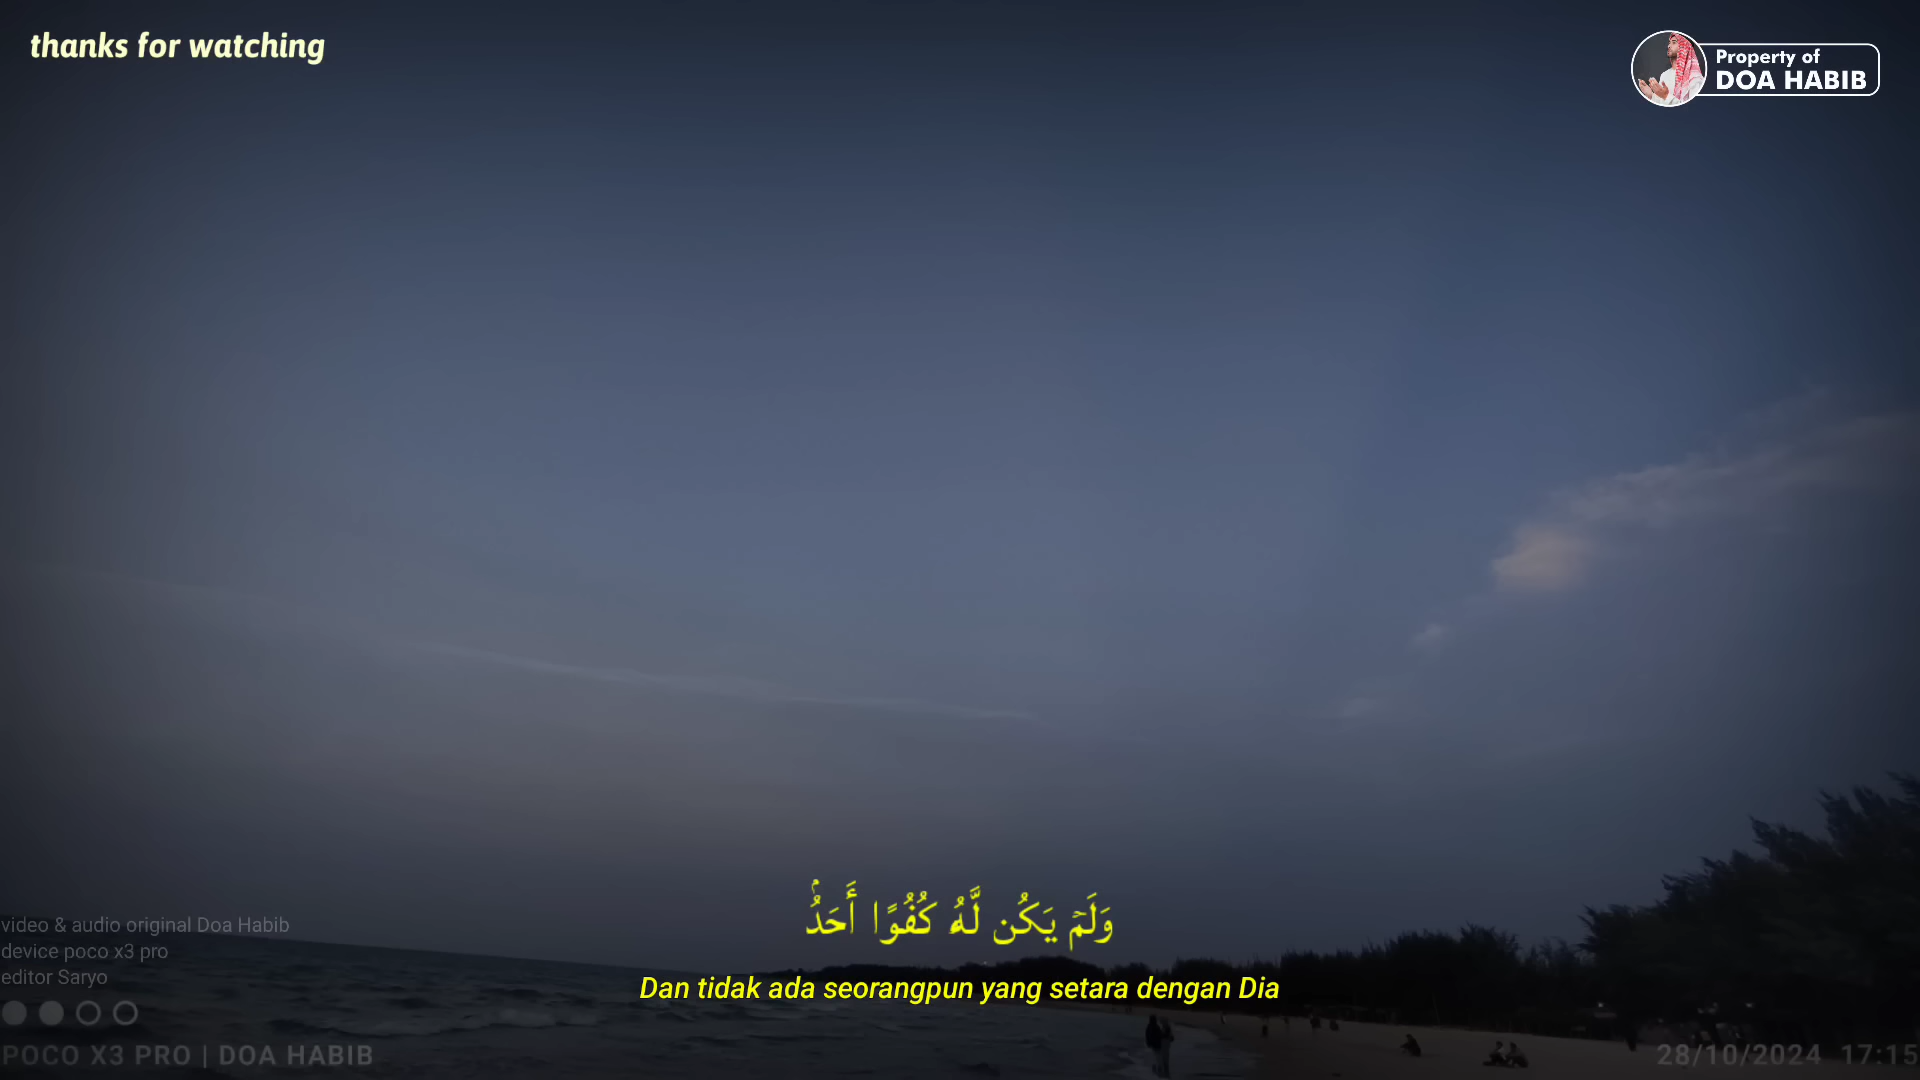 thanks for watching
Property of
DOA HABIB
وَلَمْ يَكُن لَّهُ كُفُوًا أَحَدٌۢ
Dan tidak ada seorangpun yang setara dengan Dia
video & audio original Doa Habib
device poco x3 pro
editor Saryo
POCO X3 PRO | DOA HABIB
28/10/2024 17:15